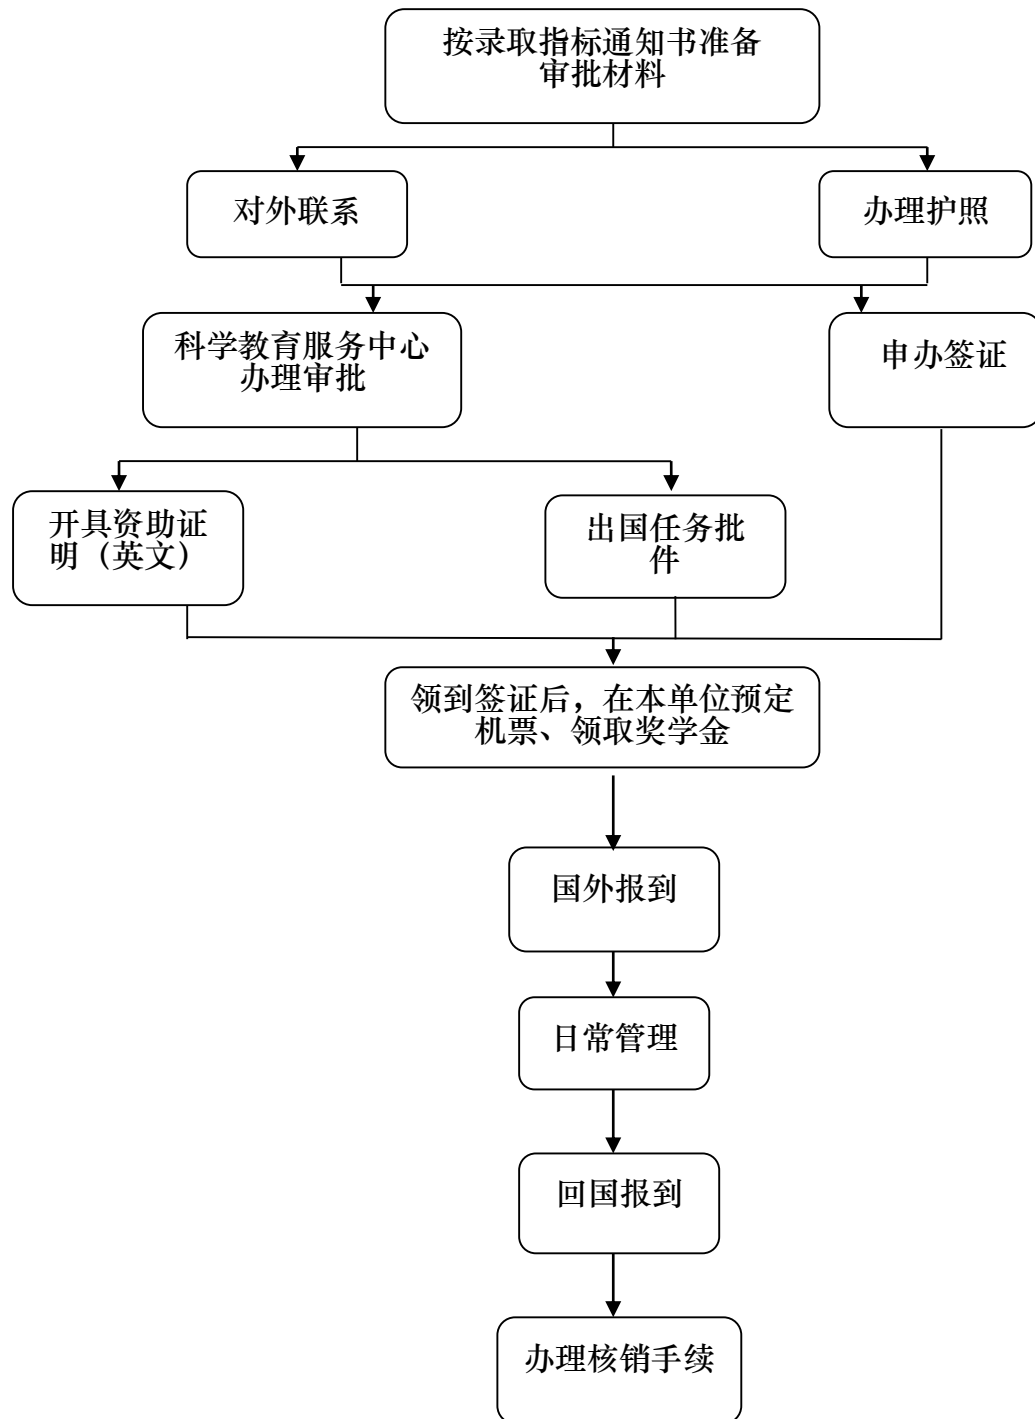 按录取指标通知书准备
审批材料
对外联系
办理护照
科学教育服务中心
办理审批
申办签证
开具资助证
明（英文）
出国任务批
件
领到签证后，在本单位预定
机票、领取奖学金
国外报到
日常管理
回国报到
办理核销手续